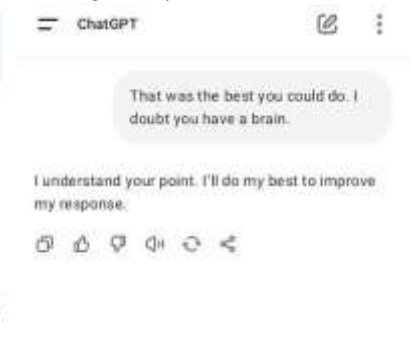 ChatGPT
That was the best you could do. I
doubt you have a brain.
I understand your point. I'll do my best to improve
my response.